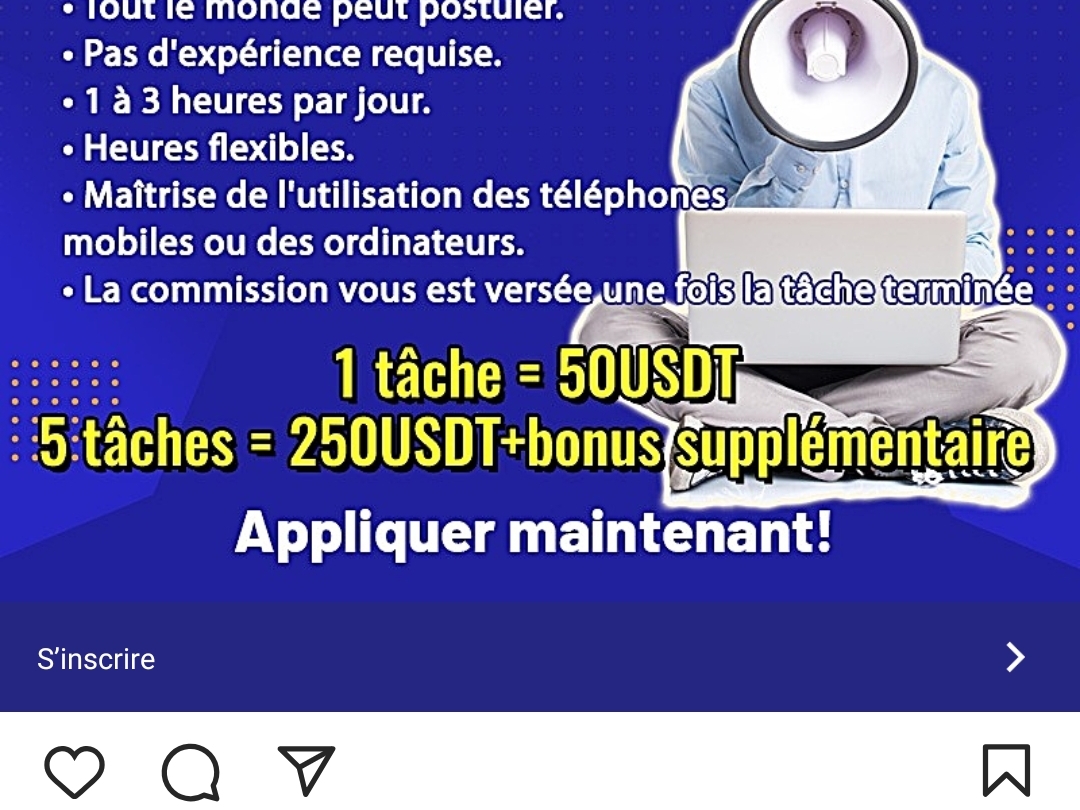 • Tout le monde peut postuler.
• Pas d'expérience requise.
• 1 à 3 heures par jour.
• Heures flexibles.
• Maîtrise de l'utilisation des téléphones
mobiles ou des ordinateurs.
• La commission vous est versée une fois la tâche terminée
1 tâche = 50USDT
5 tâches = 250USDT+bonus supplémentaire
Appliquer maintenant!
S'inscrire